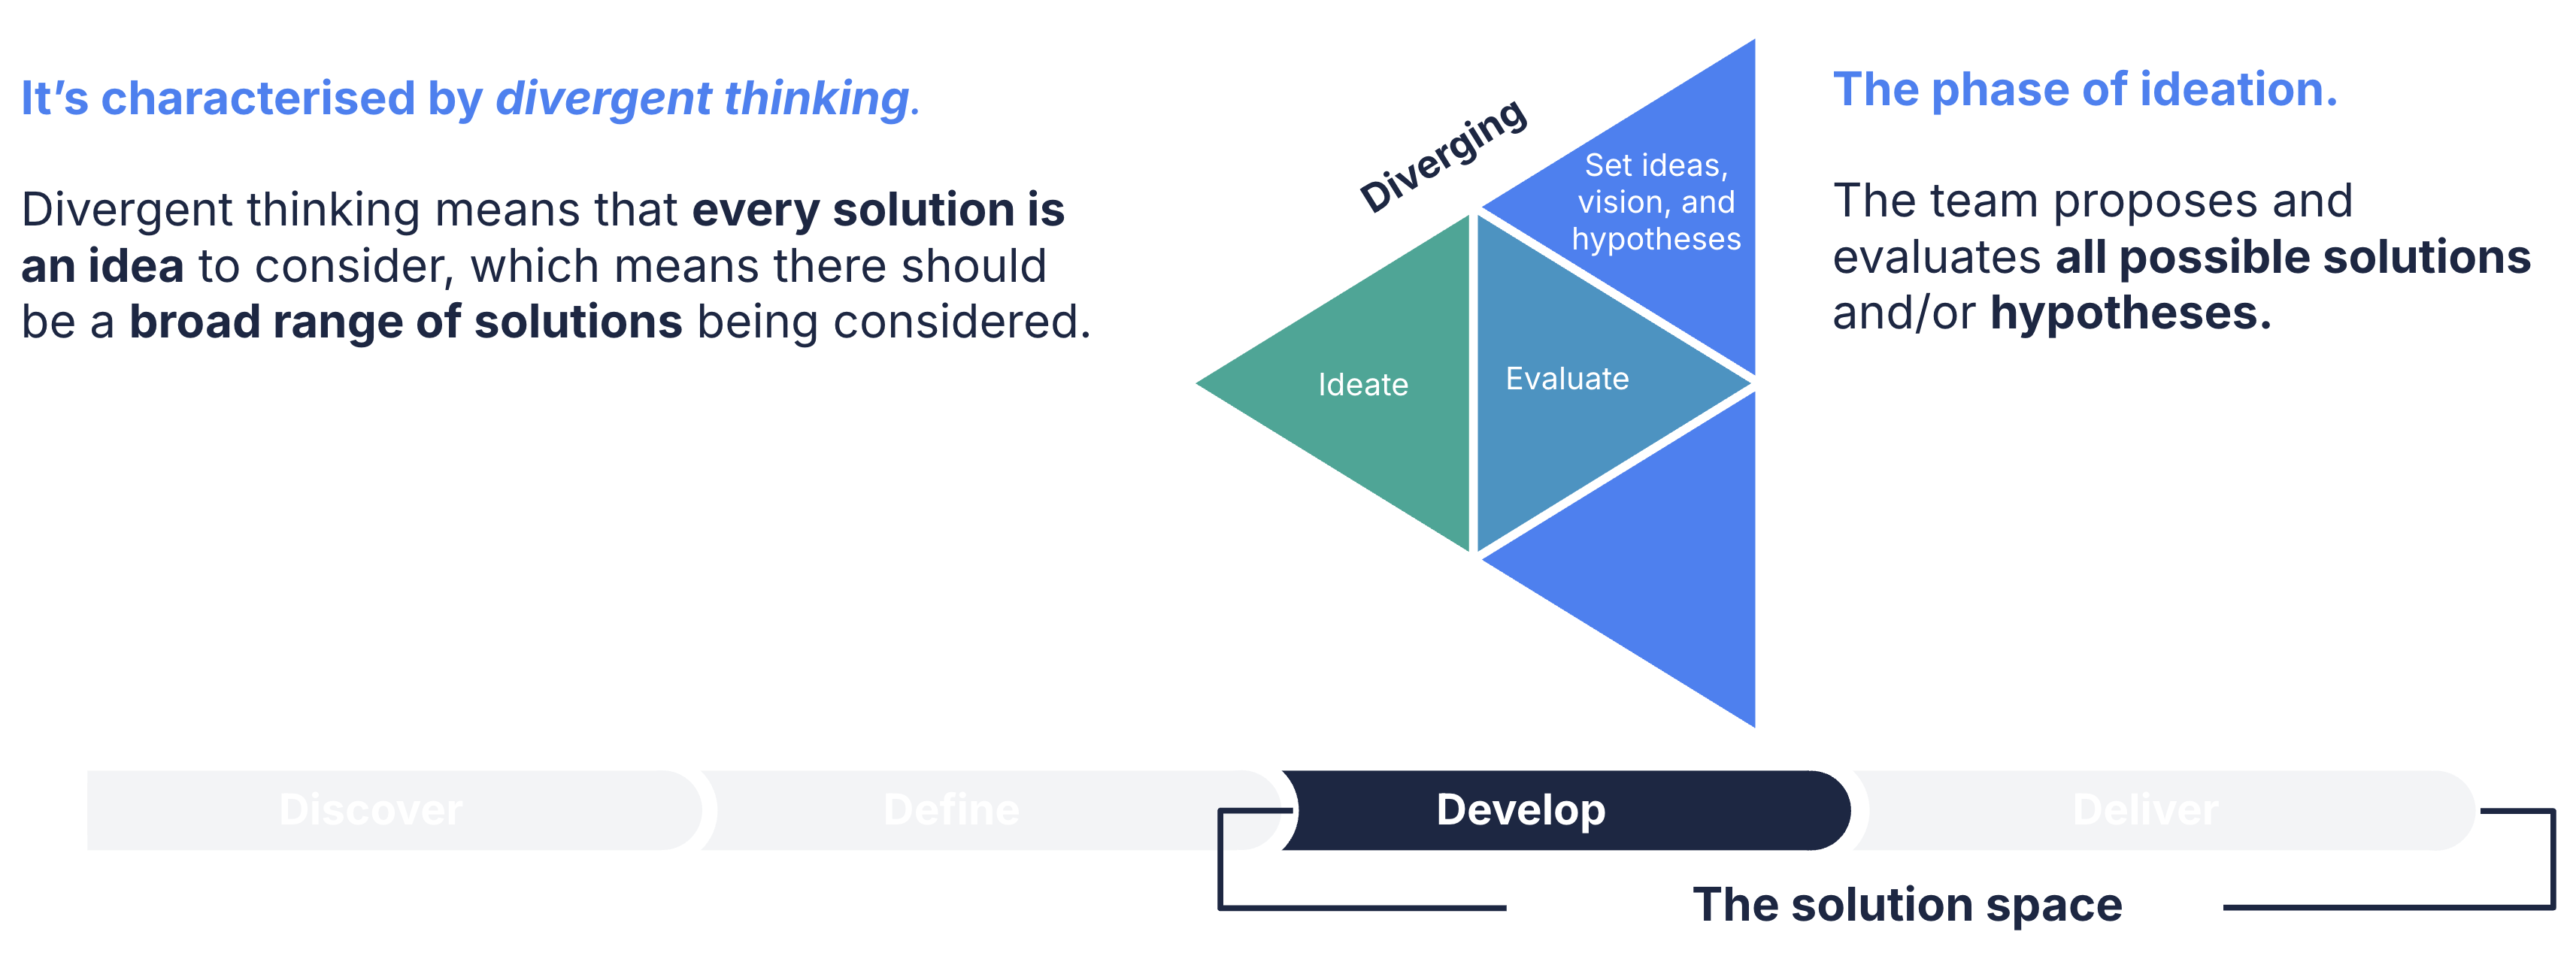 It’s characterised by divergent thinking.
Divergent thinking means that every solution is
an idea to consider, which means there should
be a broad range of solutions being considered.
Diverging
Set ideas,
vision, and
hypotheses
Ideate
Evaluate
The phase of ideation.
The team proposes and
evaluates all possible solutions
and/or hypotheses.
Discover
Define
Develop
Deliver
The solution space